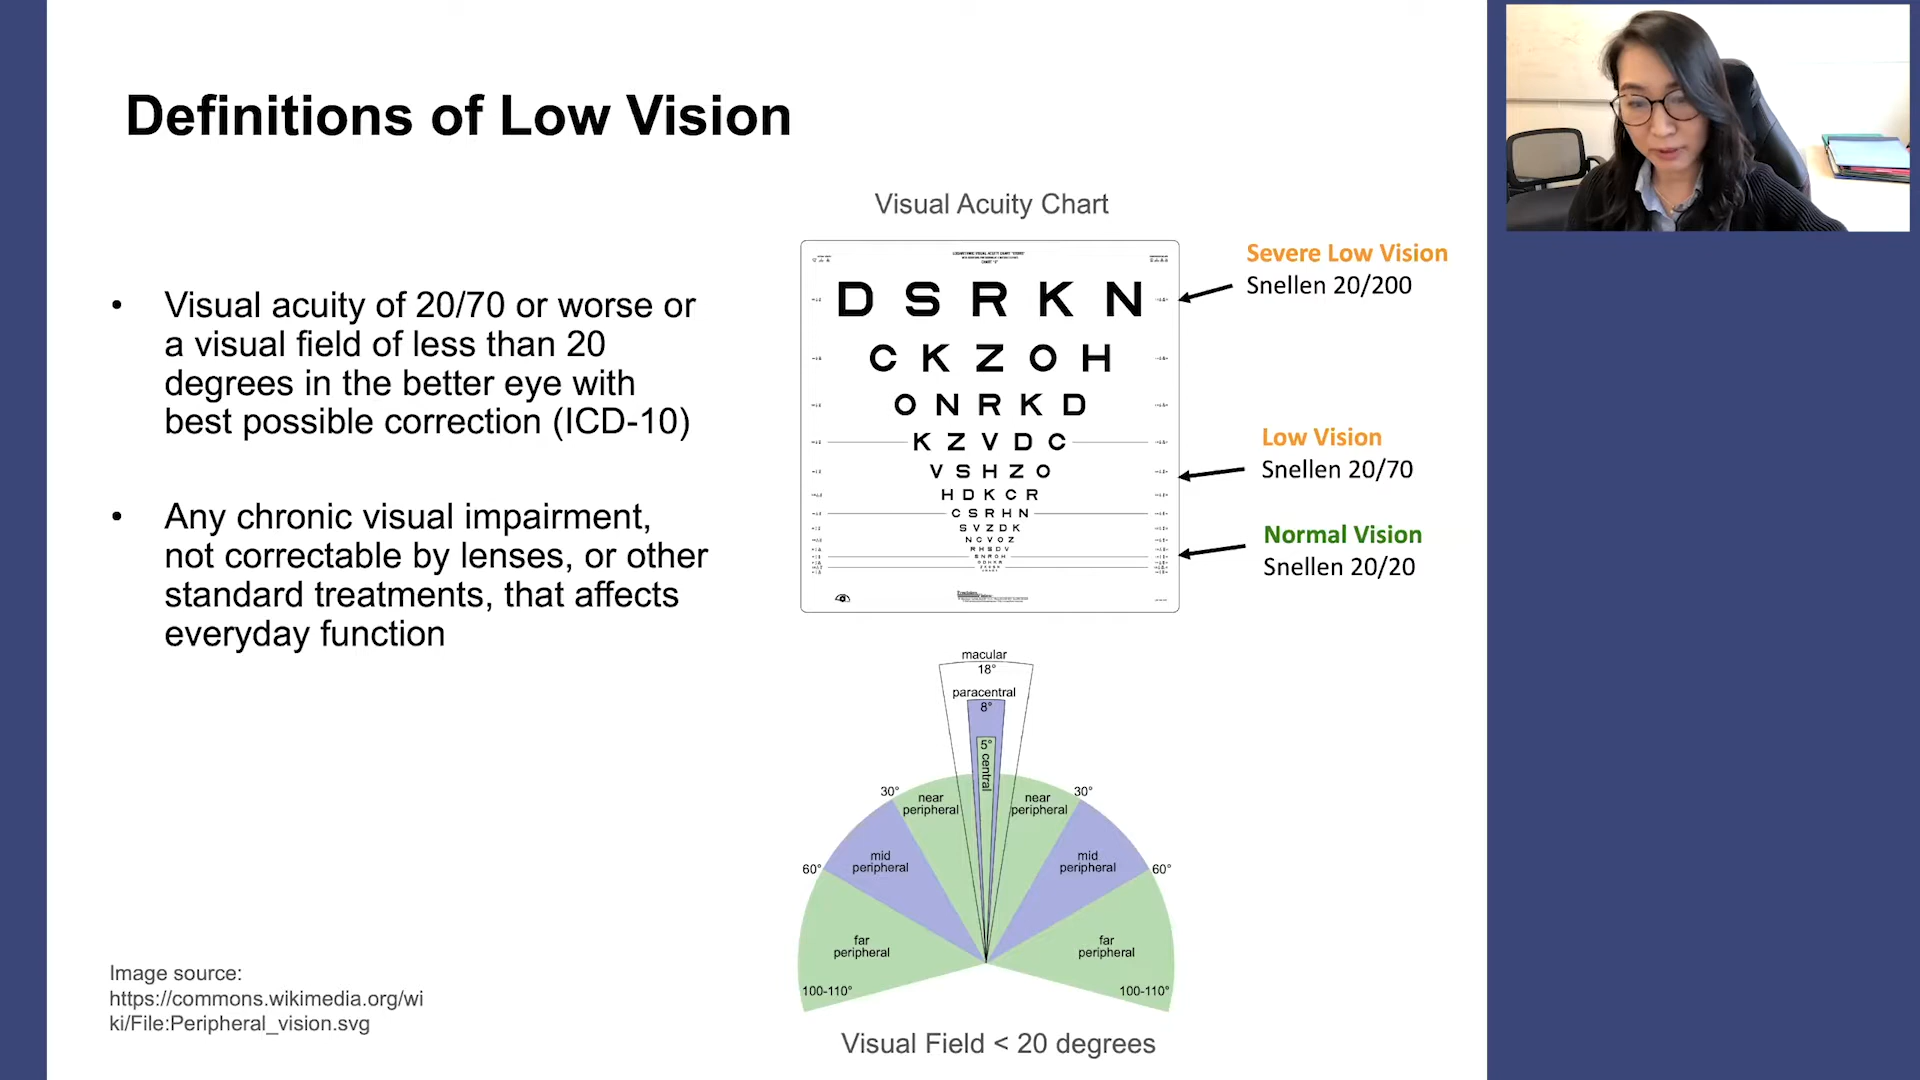 Definitions of Low Vision
• Visual acuity of 20/70 or worse or
a visual field of less than 20
degrees in the better eye with
best possible correction (ICD-10)
• Any chronic visual impairment,
not correctable by lenses, or other
standard treatments, that affects
everyday function
Image source:
https://commons.wikimedia.org/wi
ki/File:Peripheral_vision.svg
Visual Acuity Chart
D S R K N
C K Z O H
O N R K D
K Z V D C
V S H Z O
H D K C R
C S R H N
S V Z D K
N C V O Z
R H S D V
Severe Low Vision
Snellen 20/200
Low Vision
Snellen 20/70
Normal Vision
Snellen 20/20
macular
18°
paracentral
8°
5°
central
30°
near
peripheral
near
peripheral
30°
60°
mid
peripheral
mid
peripheral
60°
far
peripheral
far
peripheral
100-110°
100-110°
Visual Field < 20 degrees